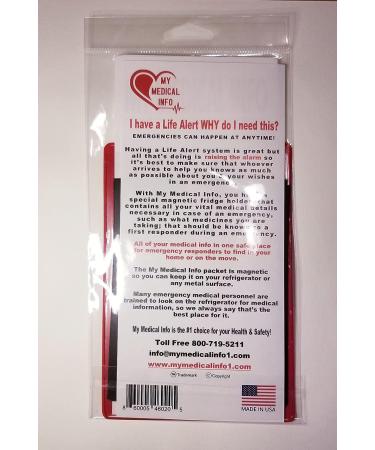 MY
MEDICAL
INFO
I have a Life Alert WHY do I need this?
EMERGENCIES CAN HAPPEN AT ANYTIME!
Having a Life Alert system is great but
all that's doing is raising the alarm so
it's best to make sure that whoever
arrives to help you knows as much
as possible about you & your wishes
in an emergency
With My Medical Info, you have a
special magnetic fridge holder that
contains all your vital medical details
necessary in case of an emergency,
such as what medicines you are
taking; that should be known to a
first responder during an emergency.
All of your medical info in one safe place
for emergency responders to find in your
home or on the move.
The My Medical Info packet is magnetic
so you can keep it on your refrigerator or
any metal surface.
Many emergency medical personnel are
trained to look on the refrigerator for medical
information, so we always say that's the
best place for it.
My Medical Info is the #1 choice for your Health & Safety!
Toll Free 800-719-5211
info@mymedicalinfo1.com
www.mymedicalinfo1.com
TM Trademark © Copyright
8 60005 46020 5
MADE IN USA